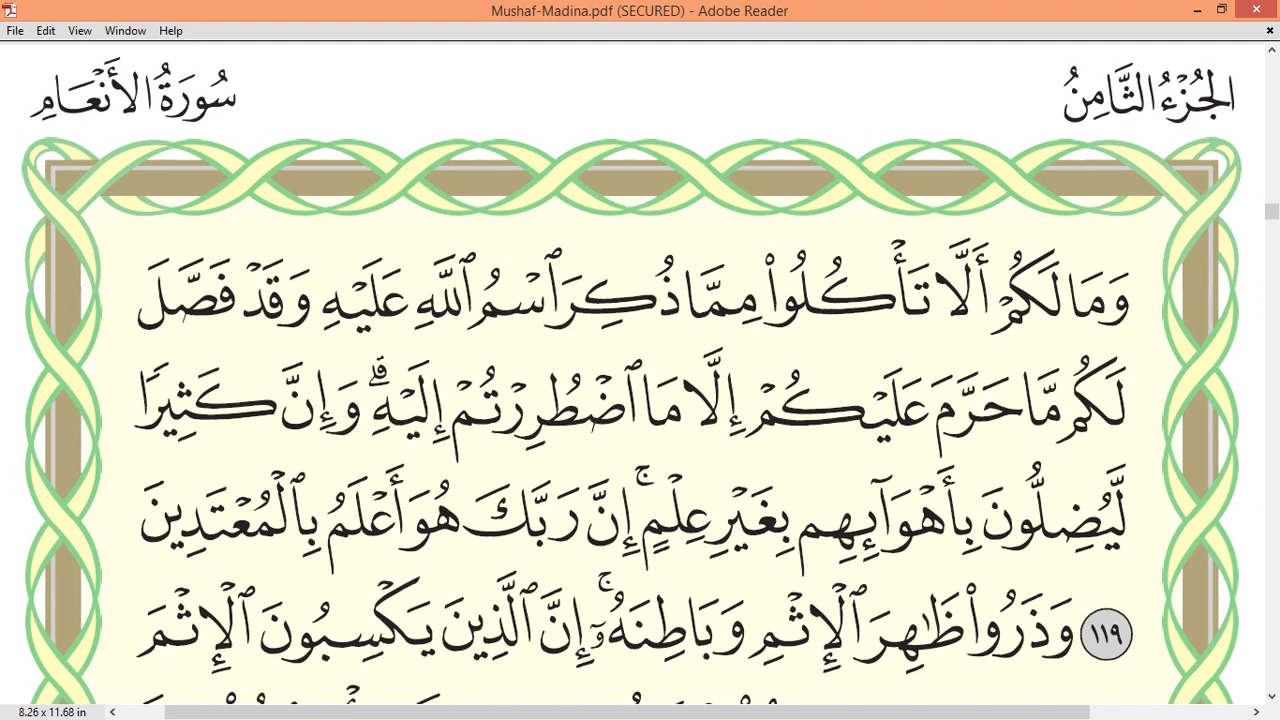 Mushaf-Madina.pdf (SECURED) - Adobe Reader
File Edit View Window Help
الجُزْءُ الثَّامِنُ
سُورَةُ الأَنْعَامِ
وَمَا لَكُمْ أَلَّا تَأْكُلُوا۟ مِمَّا ذُكِرَ ٱسْمُ ٱللَّهِ عَلَيْهِ وَقَدْ فَصَّلَ
لَكُم مَّا حَرَّمَ عَلَيْكُمْ إِلَّا مَا ٱضْطُرِرْتُمْ إِلَيْهِ ۗ وَإِنَّ كَثِيرًا
لَّيُضِلُّونَ بِأَهْوَآئِهِم بِغَيْرِ عِلْمٍ ۚ إِنَّ رَبَّكَ هُوَ أَعْلَمُ بِٱلْمُعْتَدِينَ
١١٩ وَذَرُوا۟ ظَـٰهِرَ ٱلْإِثْمِ وَبَاطِنَهُۥٓ ۚ إِنَّ ٱلَّذِينَ يَكْسِبُونَ ٱلْإِثْمَ
8.26 x 11.68 in